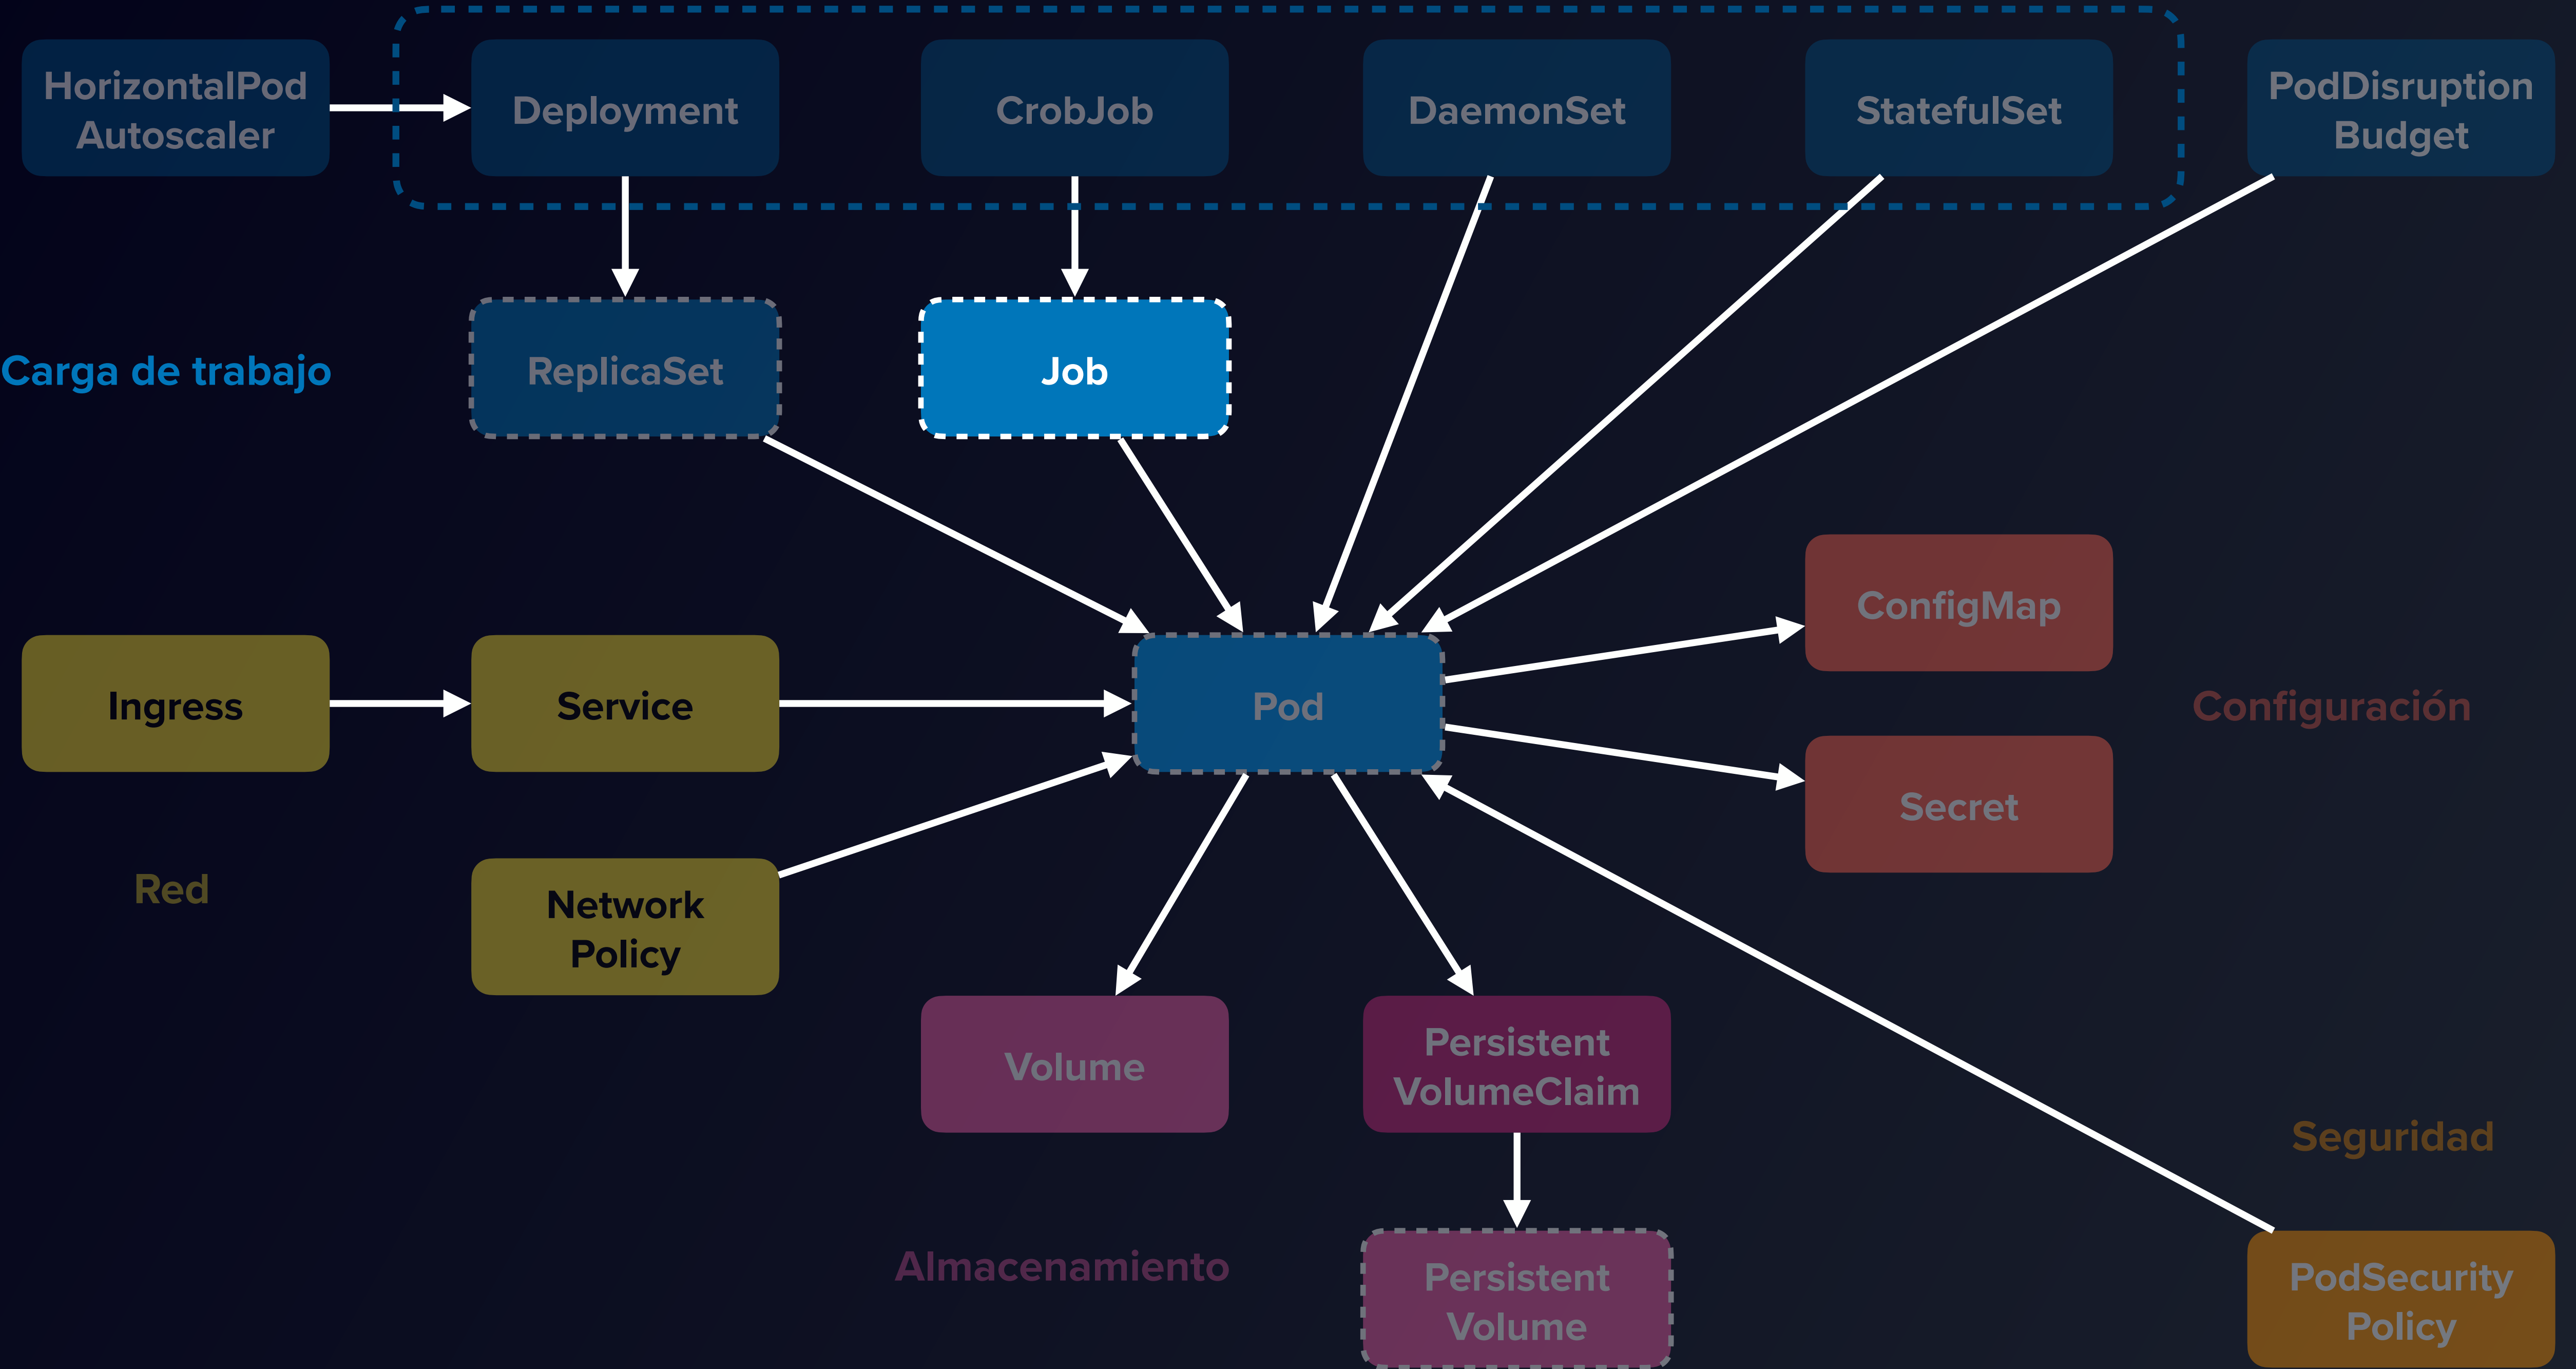 HorizontalPod
Autoscaler
Deployment
CrobJob
DaemonSet
StatefulSet
PodDisruption
Budget
Carga de trabajo
ReplicaSet
Job
ConfigMap
Ingress
Service
Pod
Configuración
Secret
Red
Network
Policy
Volume
Persistent
VolumeClaim
Seguridad
Almacenamiento
Persistent
Volume
PodSecurity
Policy